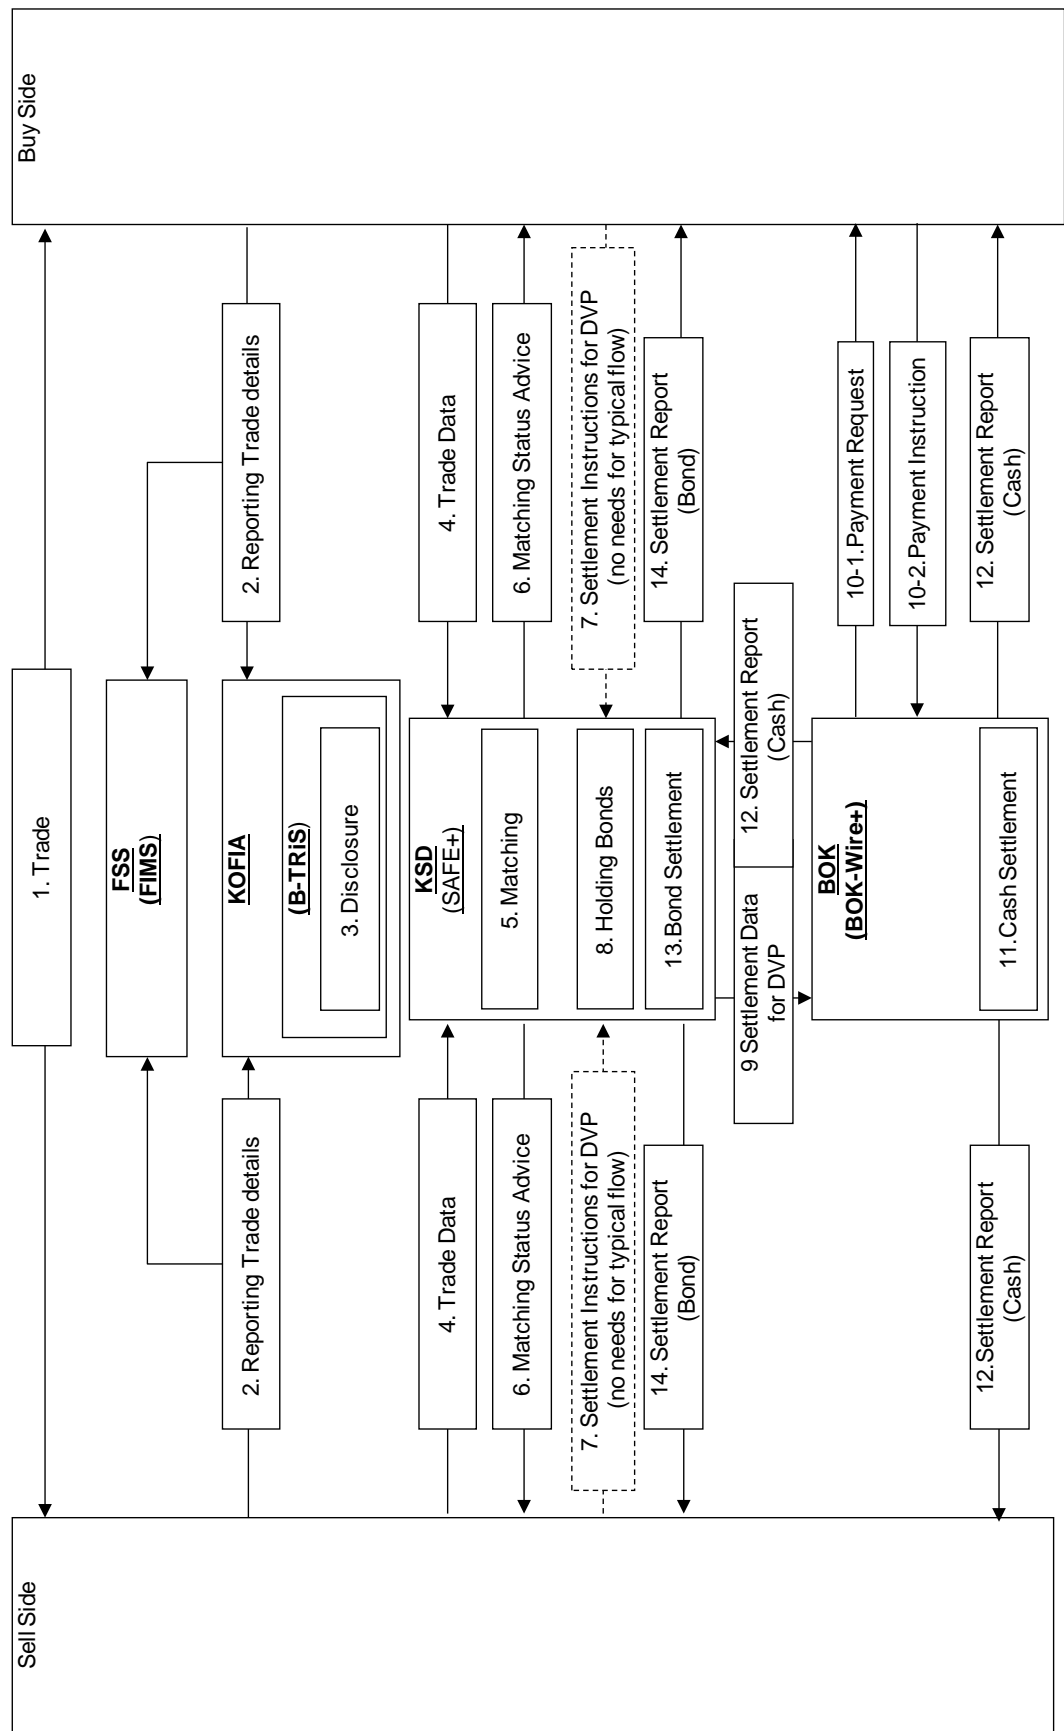 Sell Side
Buy Side
1. Trade
FSS
(FIMS)
2. Reporting Trade details
2. Reporting Trade details
KOFIA
(B-TRiS)
3. Disclosure
4. Trade Data
KSD
(SAFE+)
4. Trade Data
5. Matching
6. Matching Status Advice
6. Matching Status Advice
7. Settlement Instructions for DVP
(no needs for typical flow)
8. Holding Bonds
7. Settlement Instructions for DVP
(no needs for typical flow)
14. Settlement Report
(Bond)
13.Bond Settlement
14. Settlement Report
(Bond)
9 Settlement Data
for DVP
12. Settlement Report
(Cash)
BOK
(BOK-Wire+)
10-1.Payment Request
10-2.Payment Instruction
12.Settlement Report
(Cash)
11.Cash Settlement
12. Settlement Report
(Cash)